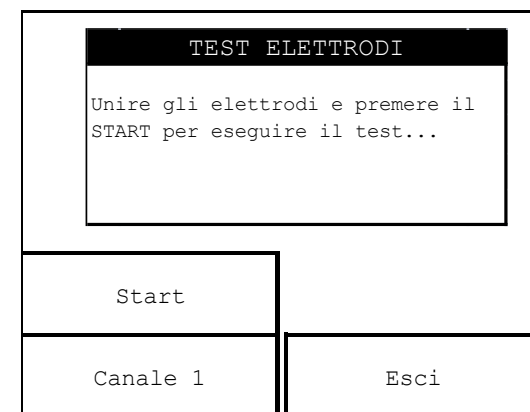 TEST ELETTRODI
Unire gli elettrodi e premere il
START per eseguire il test...
Start
Canale 1
Esci